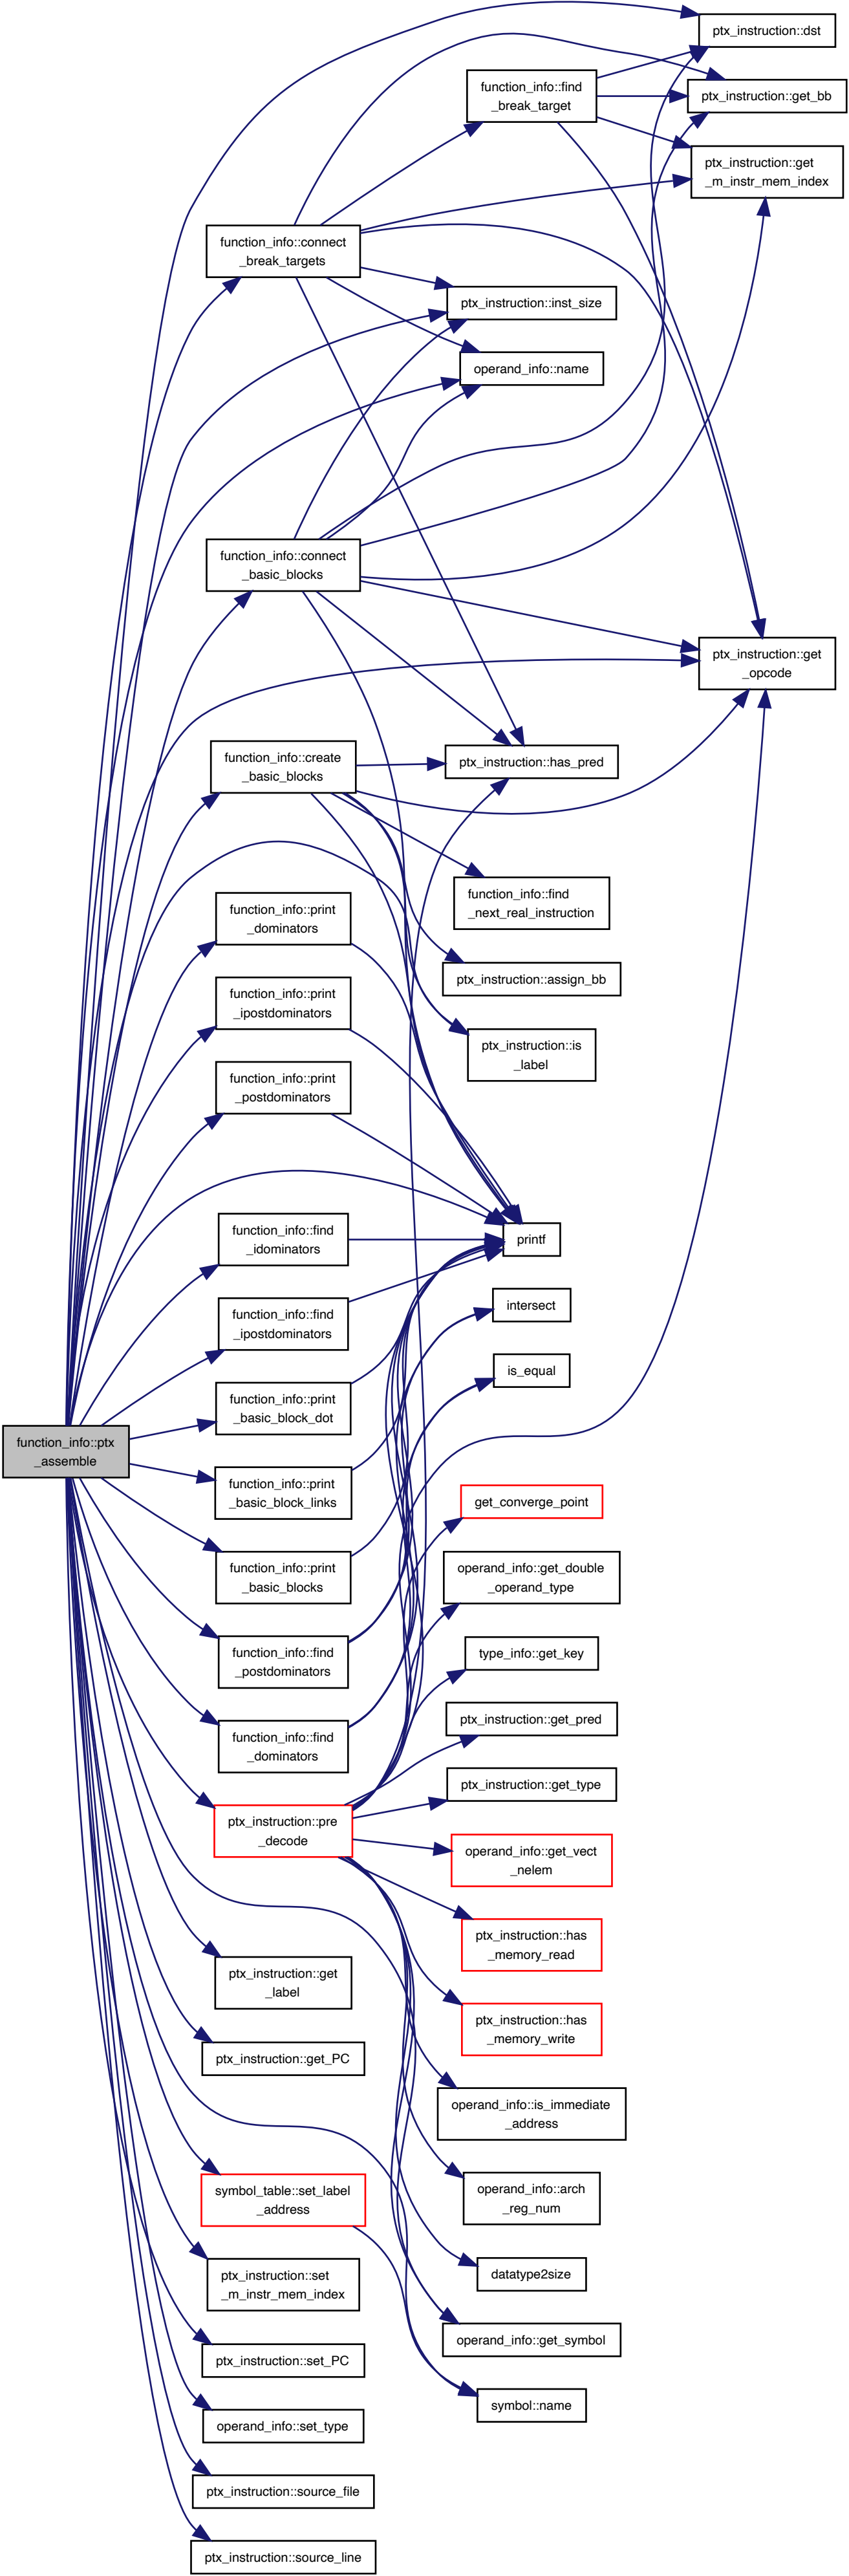 ptx_instruction::dst
function_info::find
_break_target
ptx_instruction::get_bb
ptx_instruction::get
_m_instr_mem_index
function_info::connect
_break_targets
ptx_instruction::inst_size
operand_info::name
function_info::connect
_basic_blocks
ptx_instruction::get
_opcode
function_info::create
_basic_blocks
ptx_instruction::has_pred
function_info::find
_next_real_instruction
function_info::print
_dominators
ptx_instruction::assign_bb
function_info::print
_ipostdominators
ptx_instruction::is
_label
function_info::print
_postdominators
function_info::find
_idominators
printf
intersect
function_info::find
_ipostdominators
is_equal
function_info::print
_basic_block_dot
function_info::ptx
_assemble
function_info::print
_basic_block_links
get_converge_point
function_info::print
_basic_blocks
operand_info::get_double
_operand_type
function_info::find
_postdominators
type_info::get_key
function_info::find
_dominators
ptx_instruction::get_pred
ptx_instruction::get_type
ptx_instruction::pre
_decode
operand_info::get_vect
_nelem
ptx_instruction::has
_memory_read
ptx_instruction::get
_label
ptx_instruction::has
_memory_write
ptx_instruction::get_PC
operand_info::is_immediate
_address
symbol_table::set_label
_address
operand_info::arch
_reg_num
ptx_instruction::set
_m_instr_mem_index
datatype2size
operand_info::get_symbol
ptx_instruction::set_PC
symbol::name
operand_info::set_type
ptx_instruction::source_file
ptx_instruction::source_line